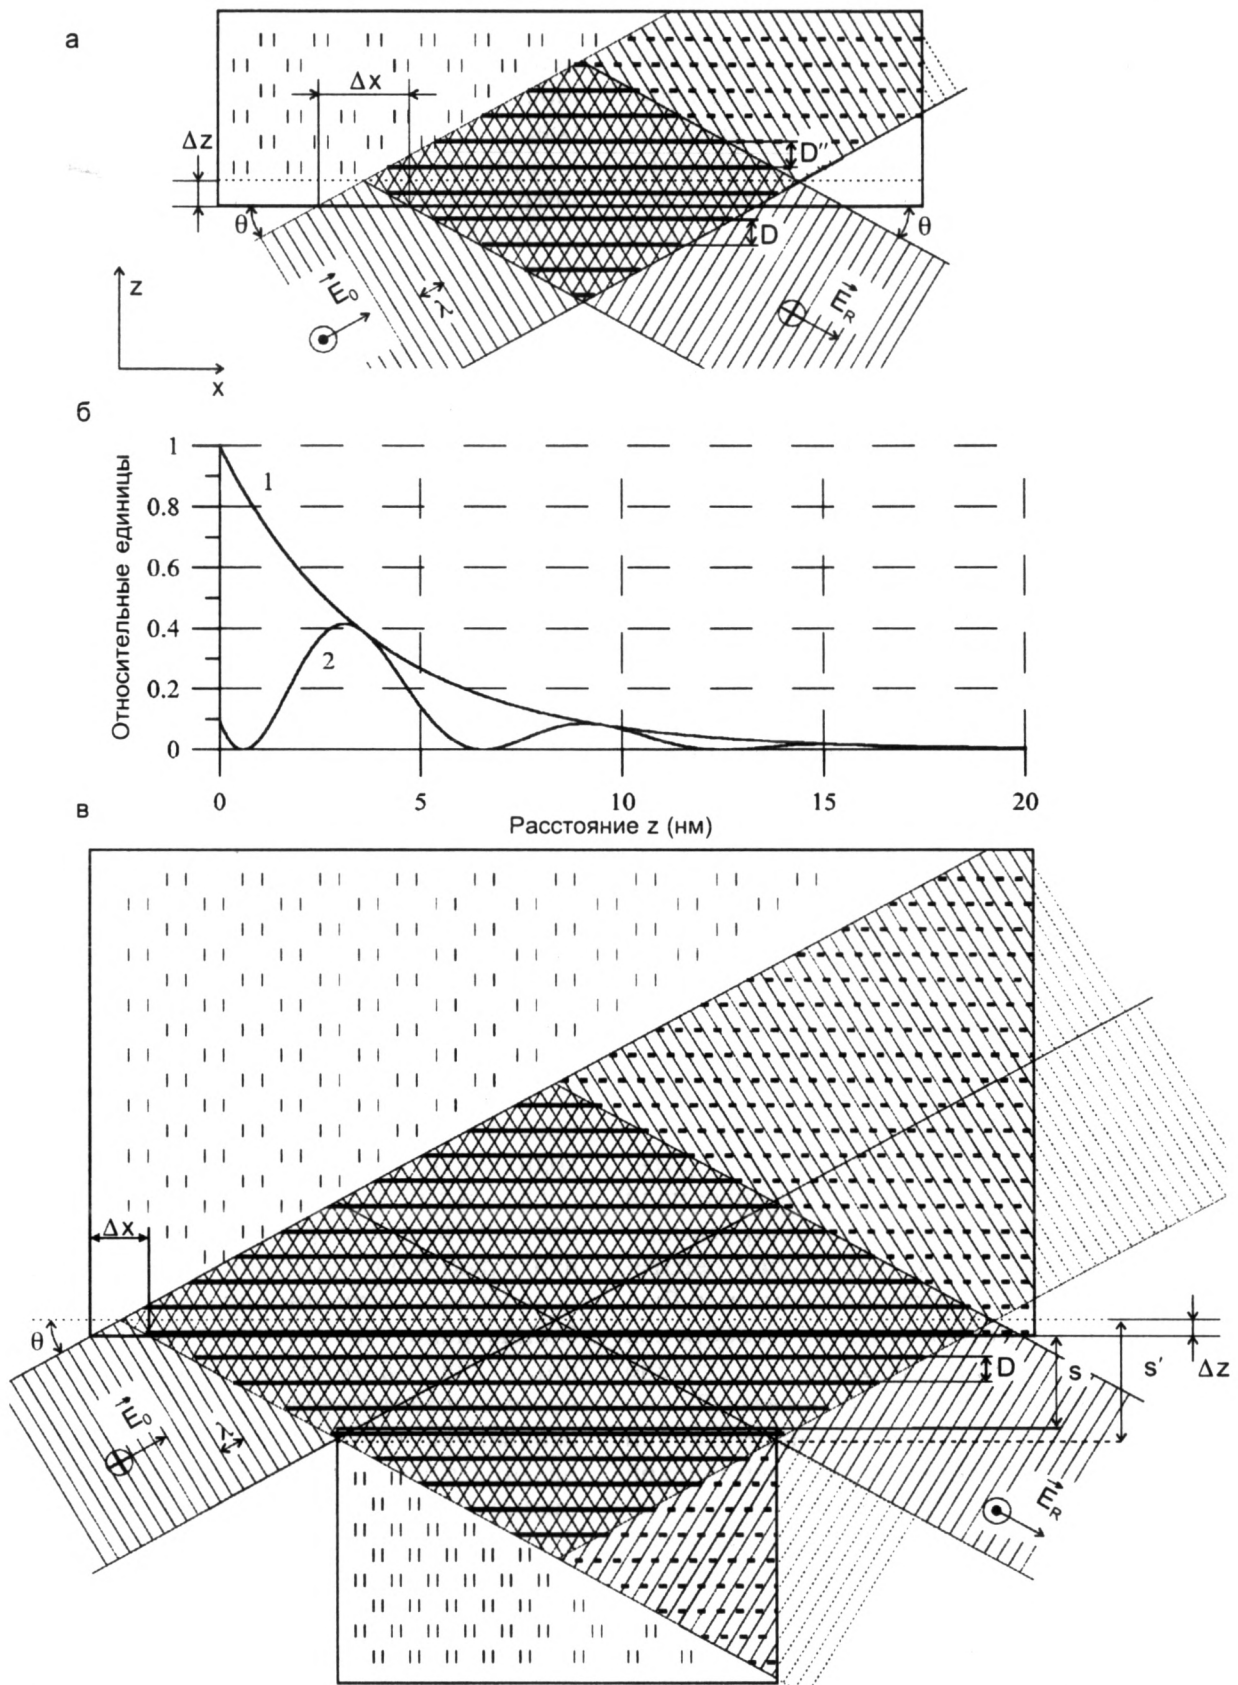 а
Δx
Δz
D″
θ
D
θ
z
E⁰
λ
E_R
x
б
Относительные единицы
1
0.8
0.6
0.4
0.2
0
1
2
0
5
10
15
20
Расстояние z (нм)
в
Δx
θ
D
s
s′
Δz
E⁰
λ
E_R